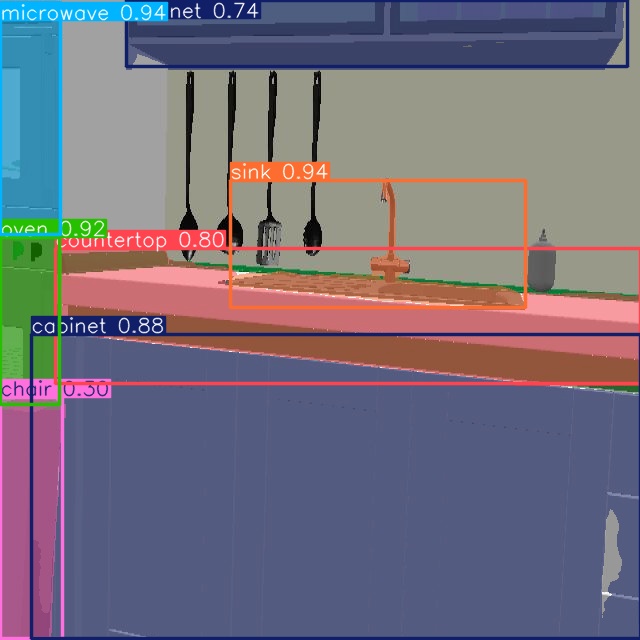 microwave 0.94
net 0.74
sink 0.94
oven 0.92
countertop 0.80
cabinet 0.88
chair 0.30